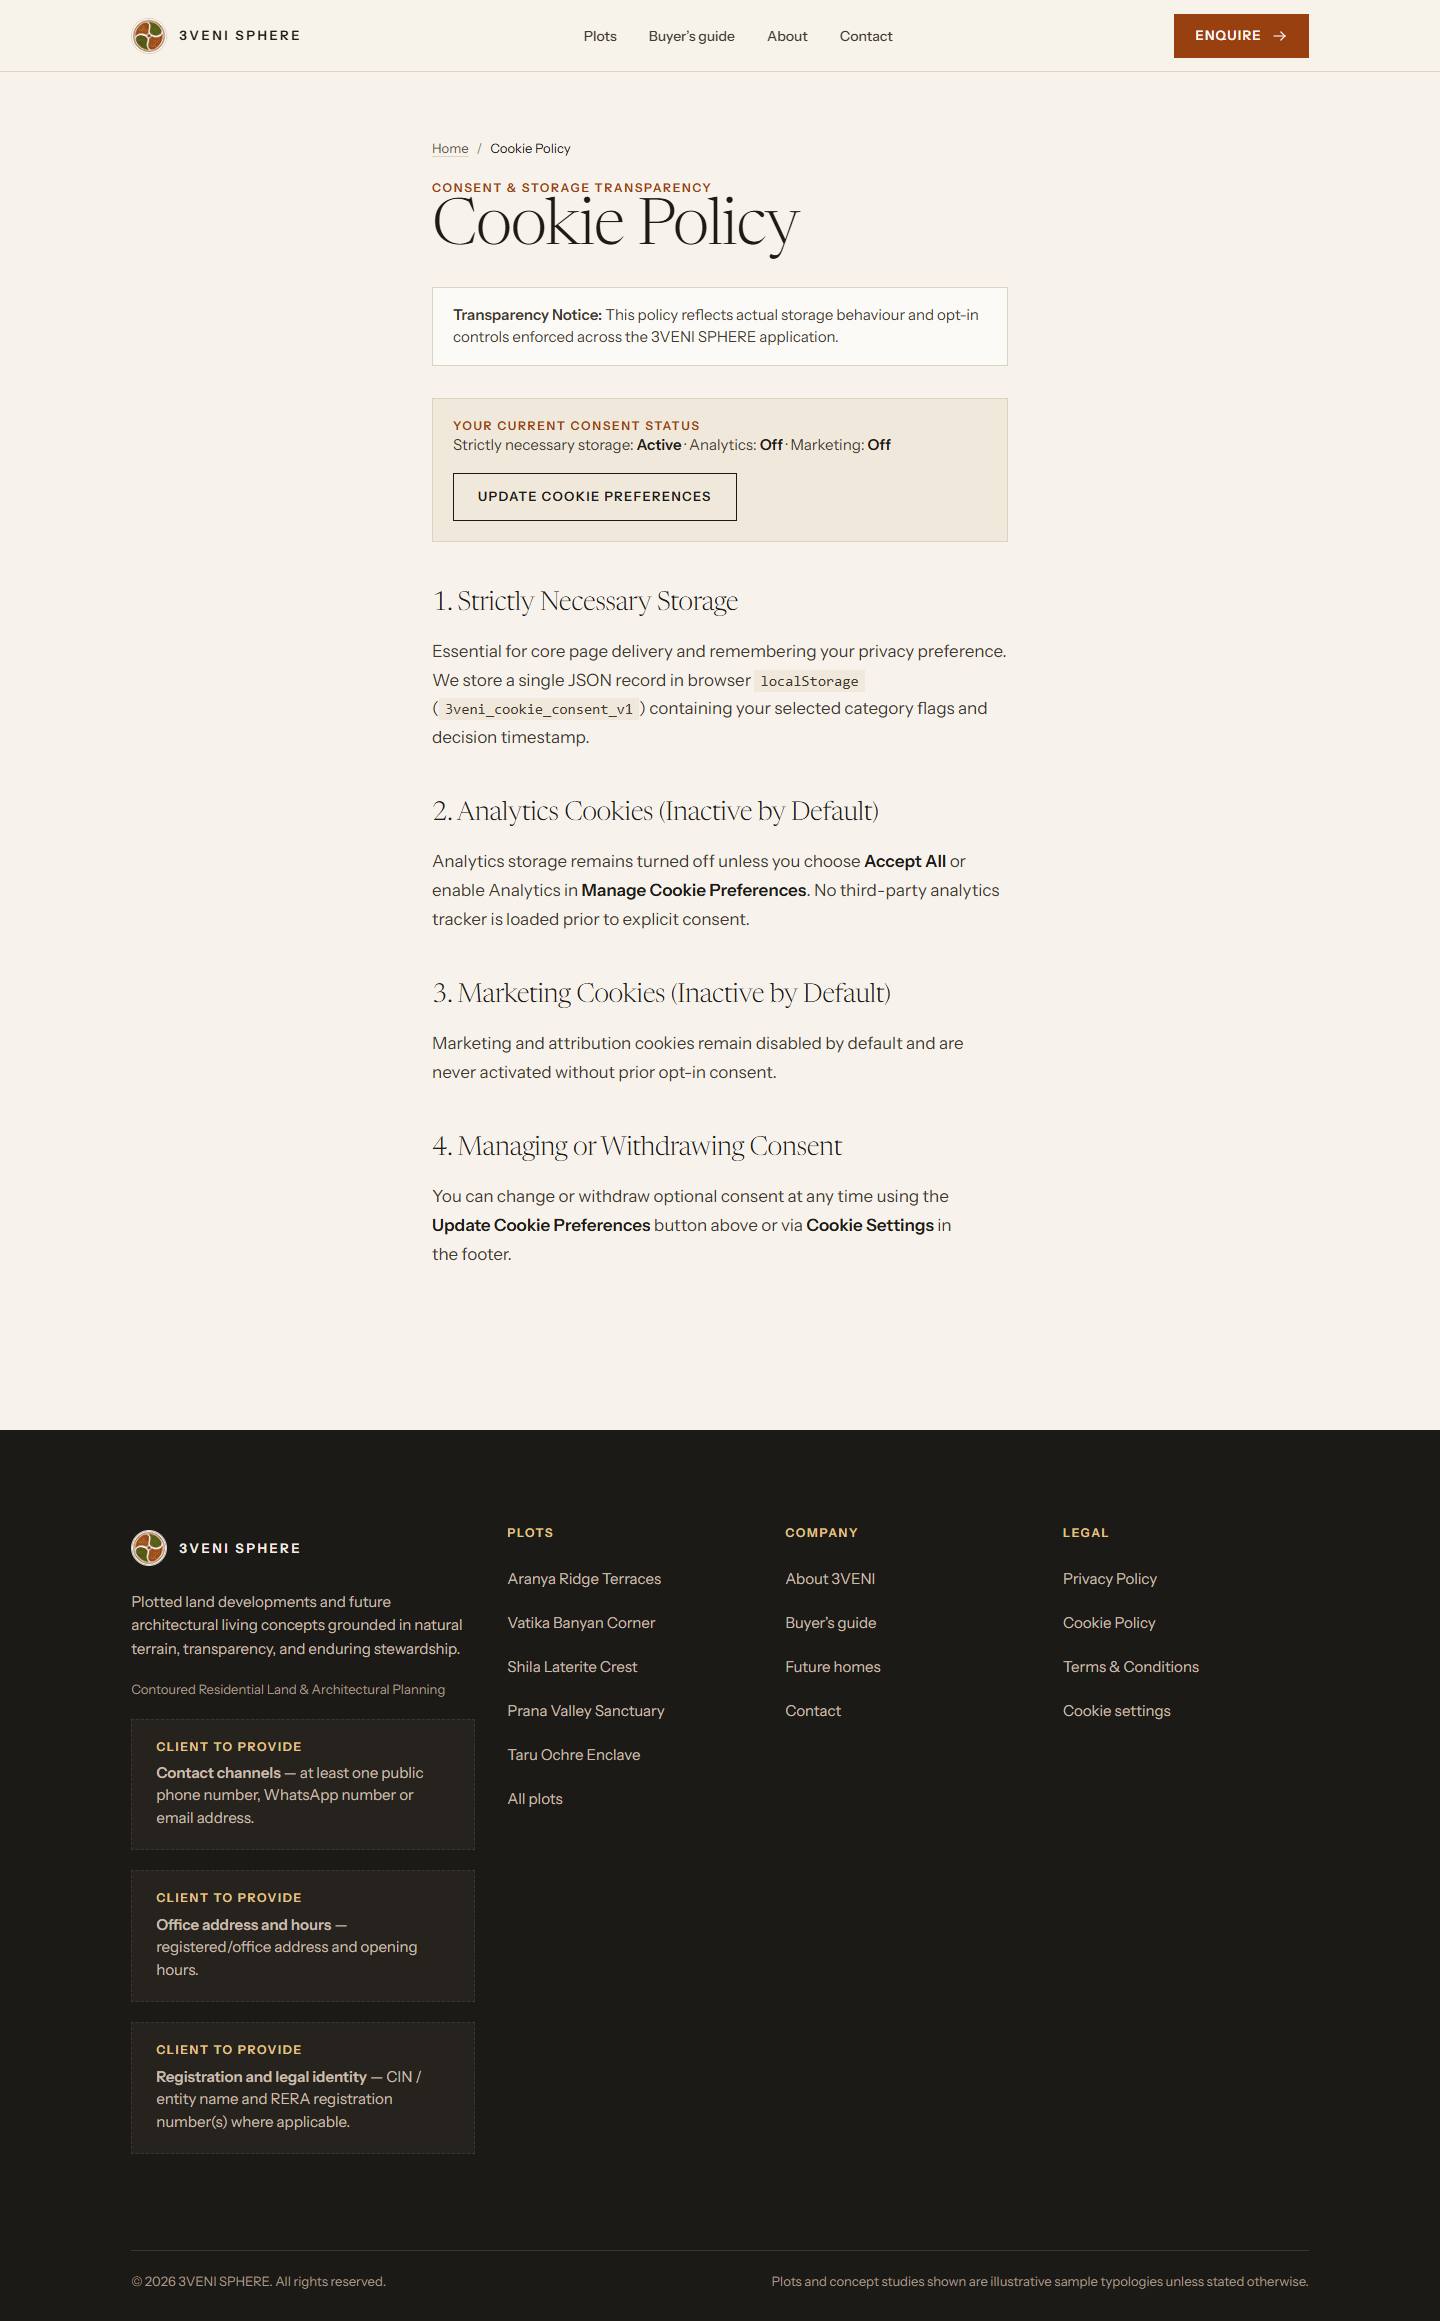 3VENI SPHERE
Plots
Buyer's guide
About
Contact
ENQUIRE →
Home / Cookie Policy
CONSENT & STORAGE TRANSPARENCY
Cookie Policy
Transparency Notice: This policy reflects actual storage behaviour and opt-in
controls enforced across the 3VENI SPHERE application.
YOUR CURRENT CONSENT STATUS
Strictly necessary storage: Active · Analytics: Off · Marketing: Off
UPDATE COOKIE PREFERENCES
1. Strictly Necessary Storage
Essential for core page delivery and remembering your privacy preference.
We store a single JSON record in browser localStorage
(3veni_cookie_consent_v1) containing your selected category flags and
decision timestamp.
2. Analytics Cookies (Inactive by Default)
Analytics storage remains turned off unless you choose Accept All or
enable Analytics in Manage Cookie Preferences. No third-party analytics
tracker is loaded prior to explicit consent.
3. Marketing Cookies (Inactive by Default)
Marketing and attribution cookies remain disabled by default and are
never activated without prior opt-in consent.
4. Managing or Withdrawing Consent
You can change or withdraw optional consent at any time using the
Update Cookie Preferences button above or via Cookie Settings in
the footer.
3VENI SPHERE
Plotted land developments and future
architectural living concepts grounded in natural
terrain, transparency, and enduring stewardship.
Contoured Residential Land & Architectural Planning
CLIENT TO PROVIDE
Contact channels — at least one public
phone number, WhatsApp number or
email address.
CLIENT TO PROVIDE
Office address and hours —
registered/office address and opening
hours.
CLIENT TO PROVIDE
Registration and legal identity — CIN /
entity name and RERA registration
number(s) where applicable.
PLOTS
Aranya Ridge Terraces
Vatika Banyan Corner
Shila Laterite Crest
Prana Valley Sanctuary
Taru Ochre Enclave
All plots
COMPANY
About 3VENI
Buyer's guide
Future homes
Contact
LEGAL
Privacy Policy
Cookie Policy
Terms & Conditions
Cookie settings
© 2026 3VENI SPHERE. All rights reserved.
Plots and concept studies shown are illustrative sample typologies unless stated otherwise.